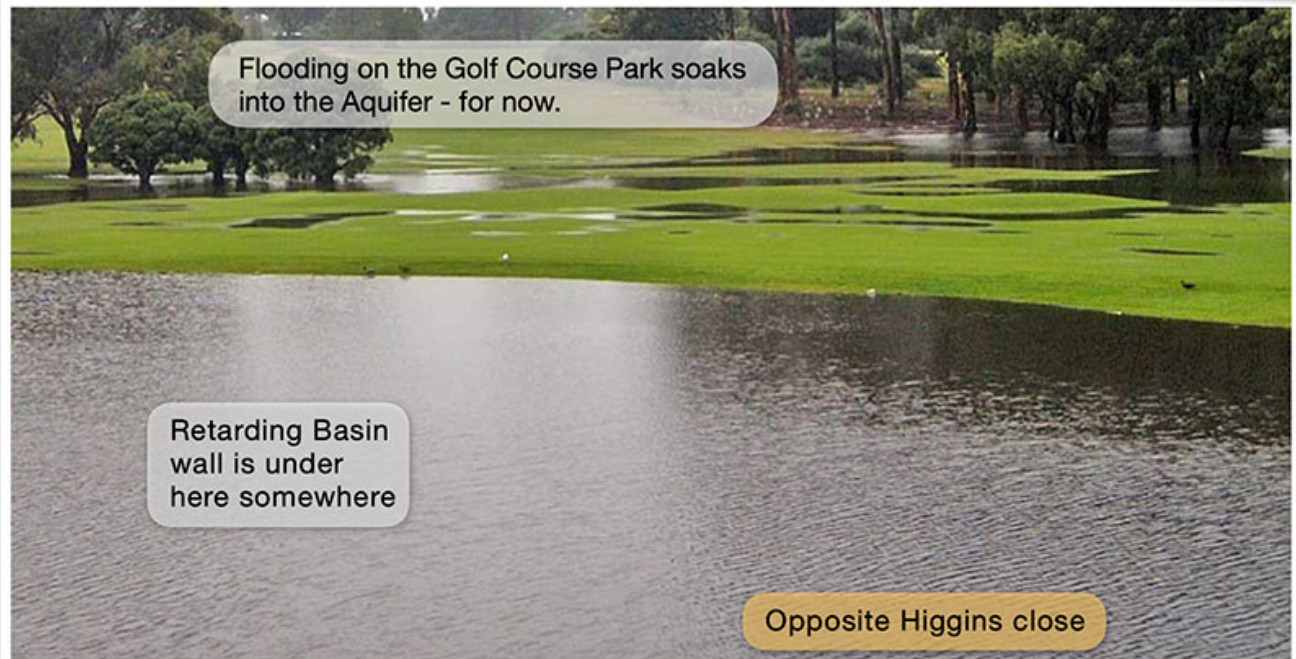 Flooding on the Golf Course Park soaks
into the Aquifer - for now.
Retarding Basin
wall is under
here somewhere
Opposite Higgins close